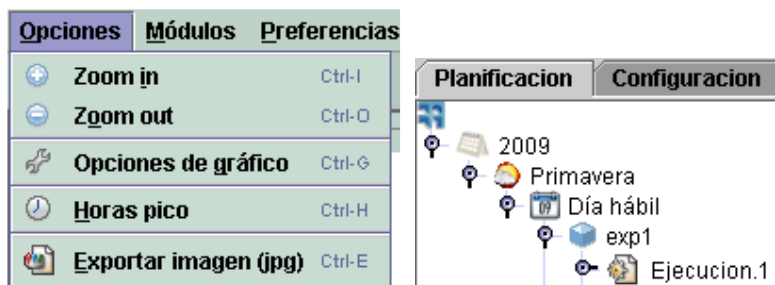 Opciones Módulos Preferencias
Zoom in Ctrl-I
Zoom out Ctrl-O
Opciones de gráfico Ctrl-G
Horas pico Ctrl-H
Exportar imagen (jpg) Ctrl-E
Planificacion Configuracion
2009
Primavera
09 Día hábil
exp1
Ejecucion.1